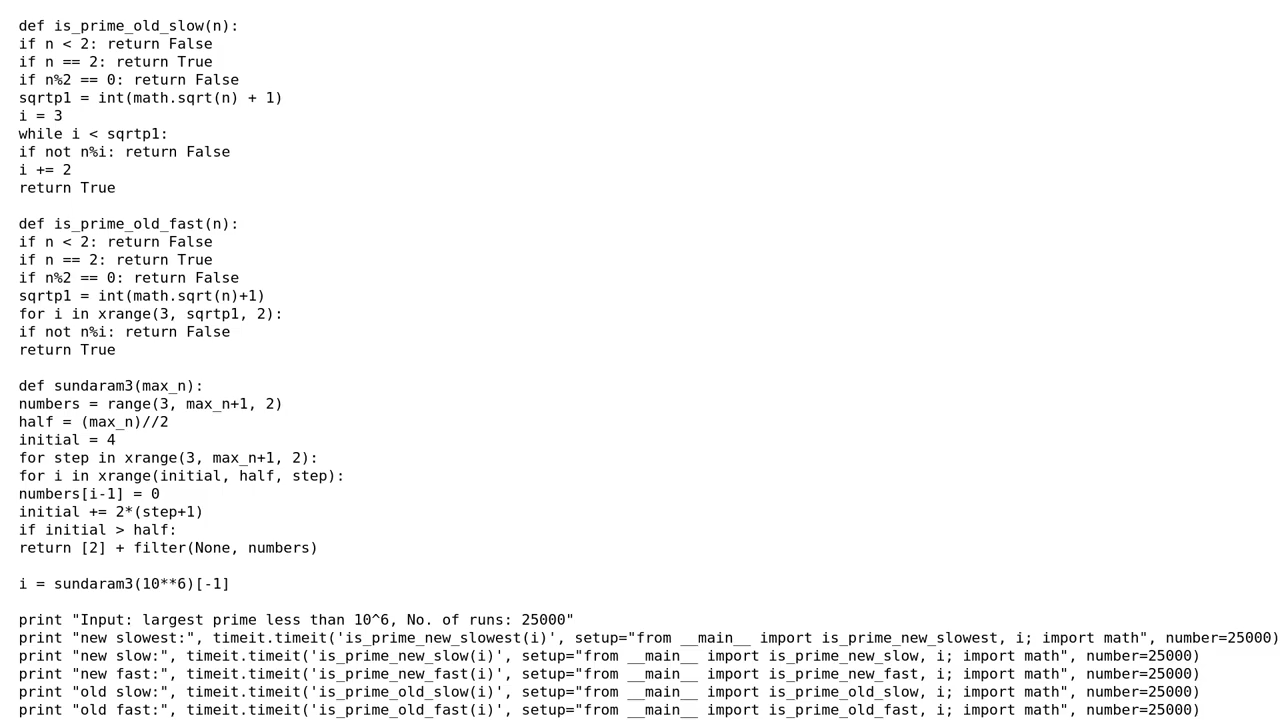 def is_prime_old_slow(n):
if n < 2: return False
if n == 2: return True
if n%2 == 0: return False
sqrtp1 = int(math.sqrt(n) + 1)
i = 3
while i < sqrtp1:
if not n%i: return False
i += 2
return True

def is_prime_old_fast(n):
if n < 2: return False
if n == 2: return True
if n%2 == 0: return False
sqrtp1 = int(math.sqrt(n)+1)
for i in xrange(3, sqrtp1, 2):
if not n%i: return False
return True

def sundaram3(max_n):
numbers = range(3, max_n+1, 2)
half = (max_n)//2
initial = 4
for step in xrange(3, max_n+1, 2):
for i in xrange(initial, half, step):
numbers[i-1] = 0
initial += 2*(step+1)
if initial > half:
return [2] + filter(None, numbers)

i = sundaram3(10**6)[-1]

print "Input: largest prime less than 10^6, No. of runs: 25000"
print "new slowest:", timeit.timeit('is_prime_new_slowest(i)', setup="from __main__ import is_prime_new_slowest, i; import math", number=25000)
print "new slow:", timeit.timeit('is_prime_new_slow(i)', setup="from __main__ import is_prime_new_slow, i; import math", number=25000)
print "new fast:", timeit.timeit('is_prime_new_fast(i)', setup="from __main__ import is_prime_new_fast, i; import math", number=25000)
print "old slow:", timeit.timeit('is_prime_old_slow(i)', setup="from __main__ import is_prime_old_slow, i; import math", number=25000)
print "old fast:", timeit.timeit('is_prime_old_fast(i)', setup="from __main__ import is_prime_old_fast, i; import math", number=25000)